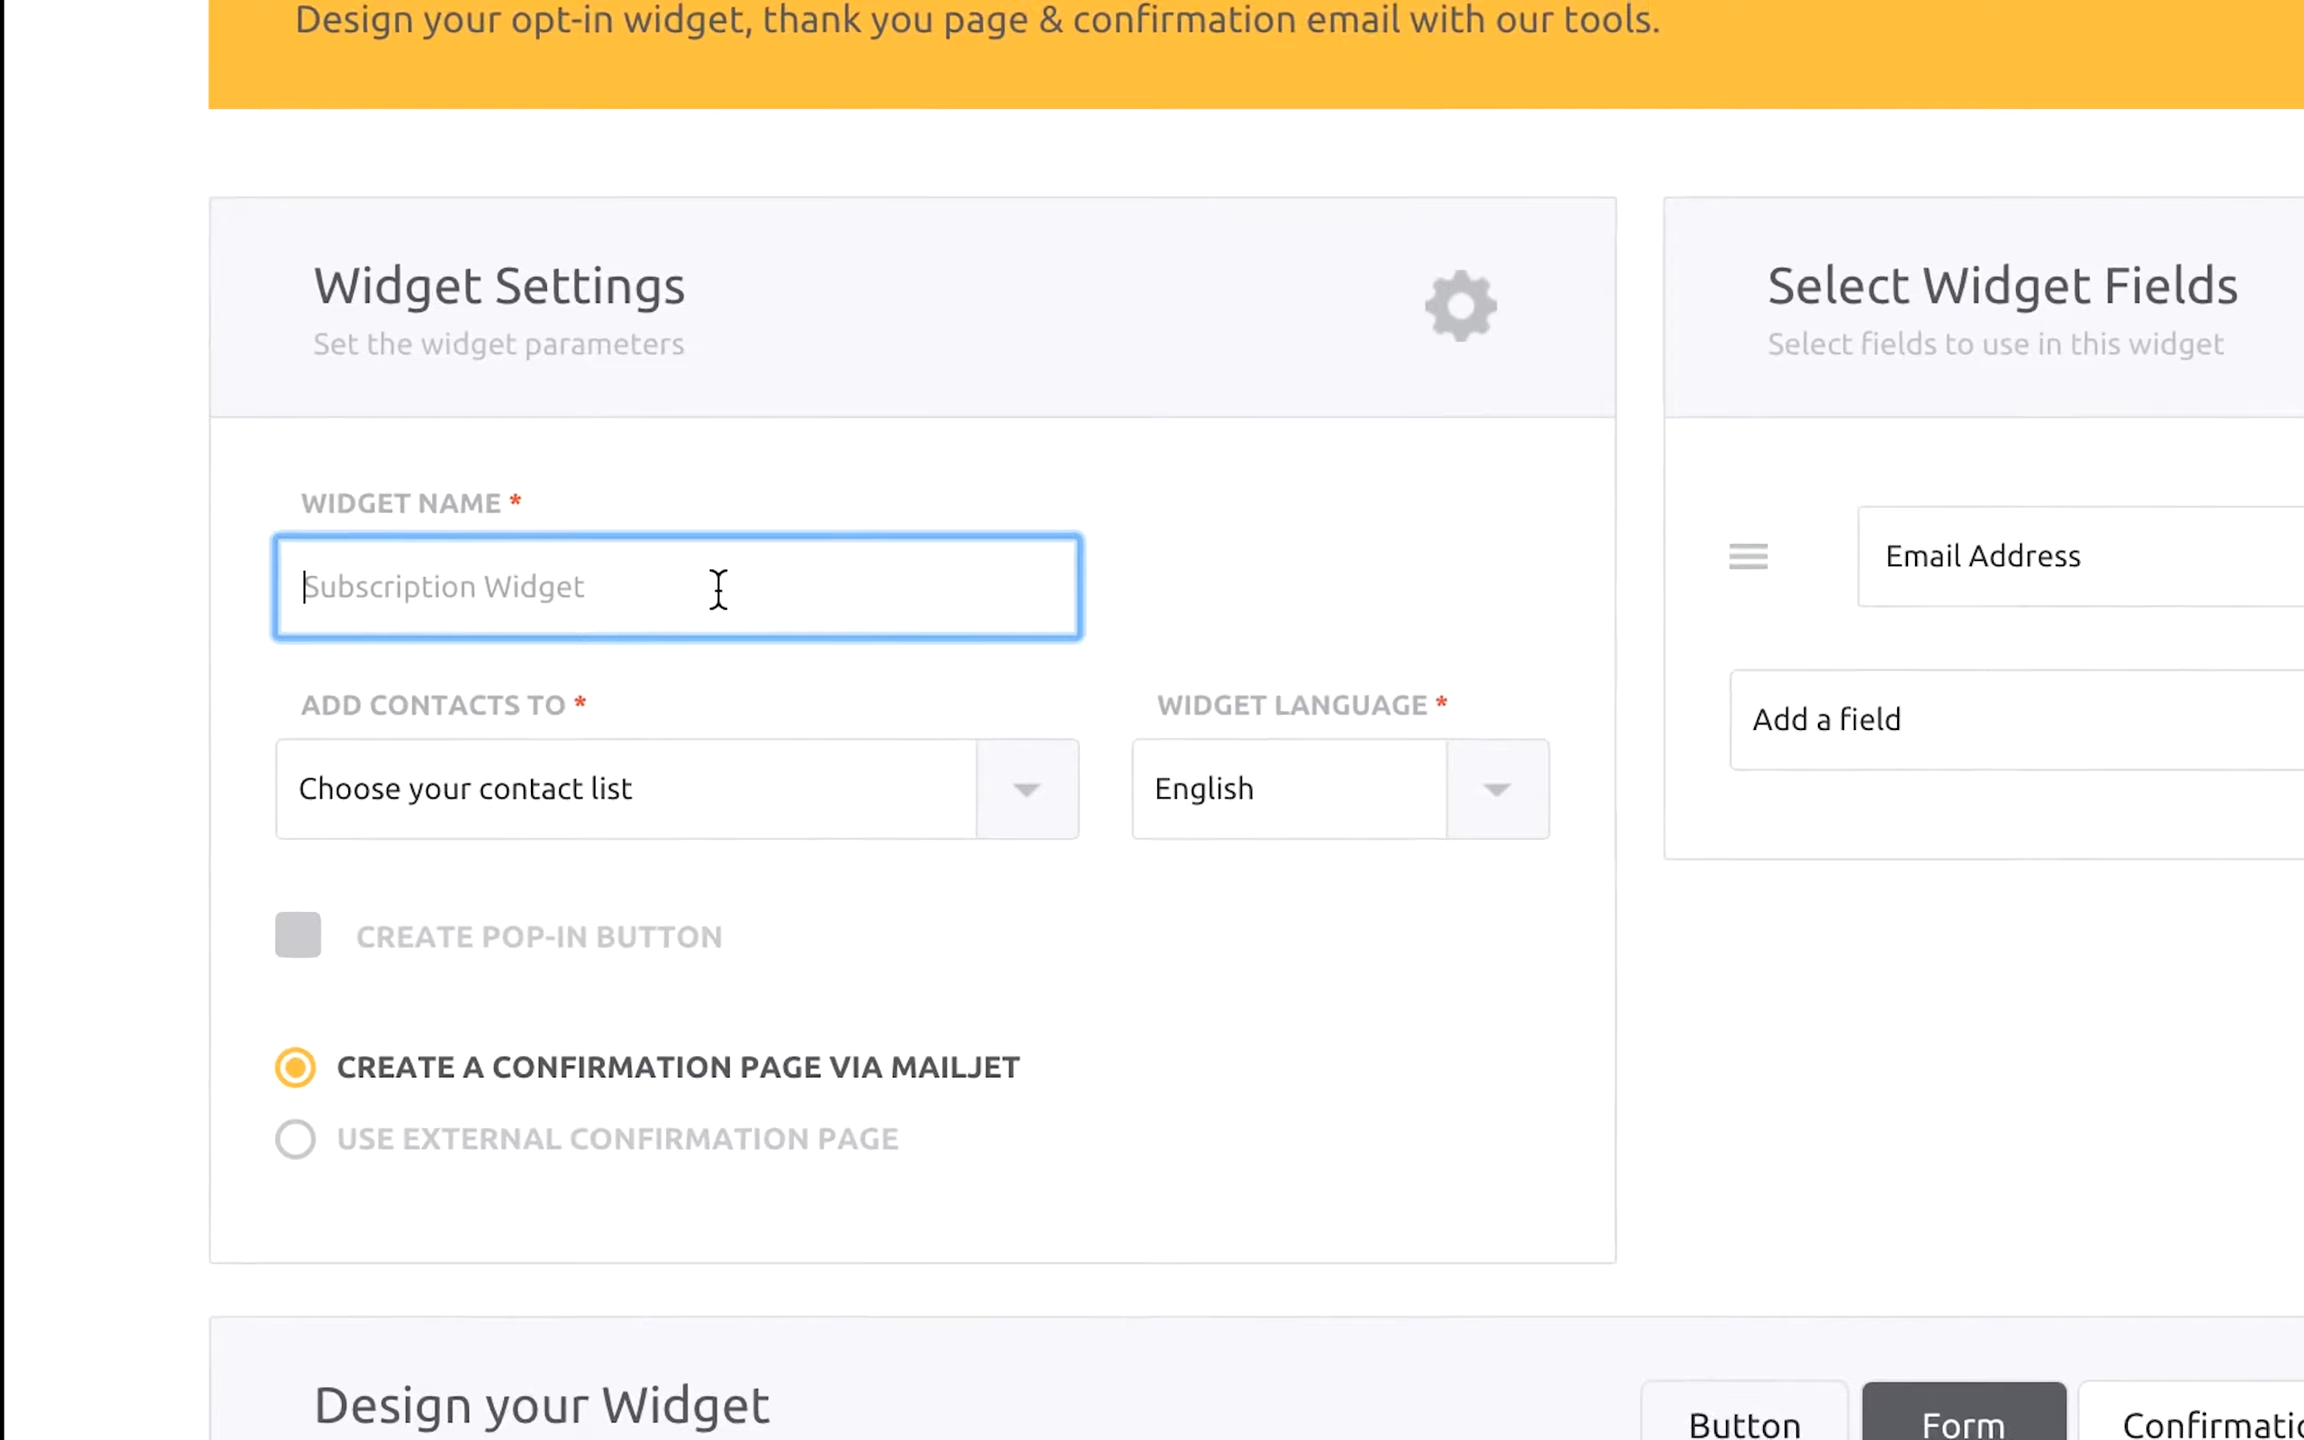 Design your opt-in widget, thank you page & confirmation email with our tools.
Widget Settings
Set the widget parameters
WIDGET NAME *
Subscription Widget
ADD CONTACTS TO *
WIDGET LANGUAGE *
Choose your contact list
English
CREATE POP-IN BUTTON
CREATE A CONFIRMATION PAGE VIA MAILJET
USE EXTERNAL CONFIRMATION PAGE
Select Widget Fields
Select fields to use in this widget
Email Address
Add a field
Design your Widget
Button
Form
Confirmatio